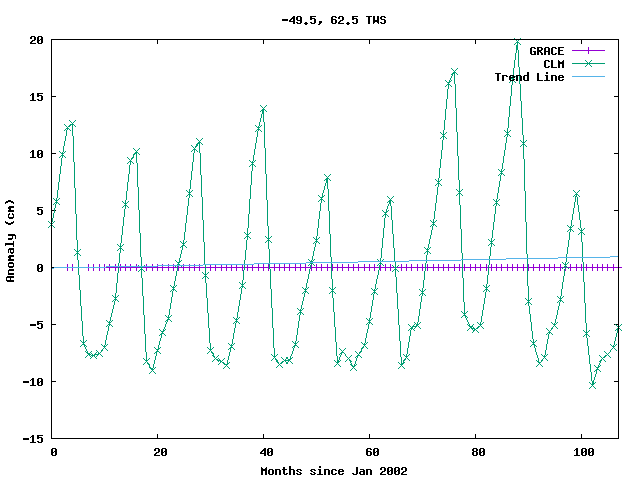 -49.5, 62.5 TWS
GRACE
CLM
Trend Line
20
15
10
5
0
-5
-10
-15
Anomaly (cm)
0 20 40 60 80 100
Months since Jan 2002